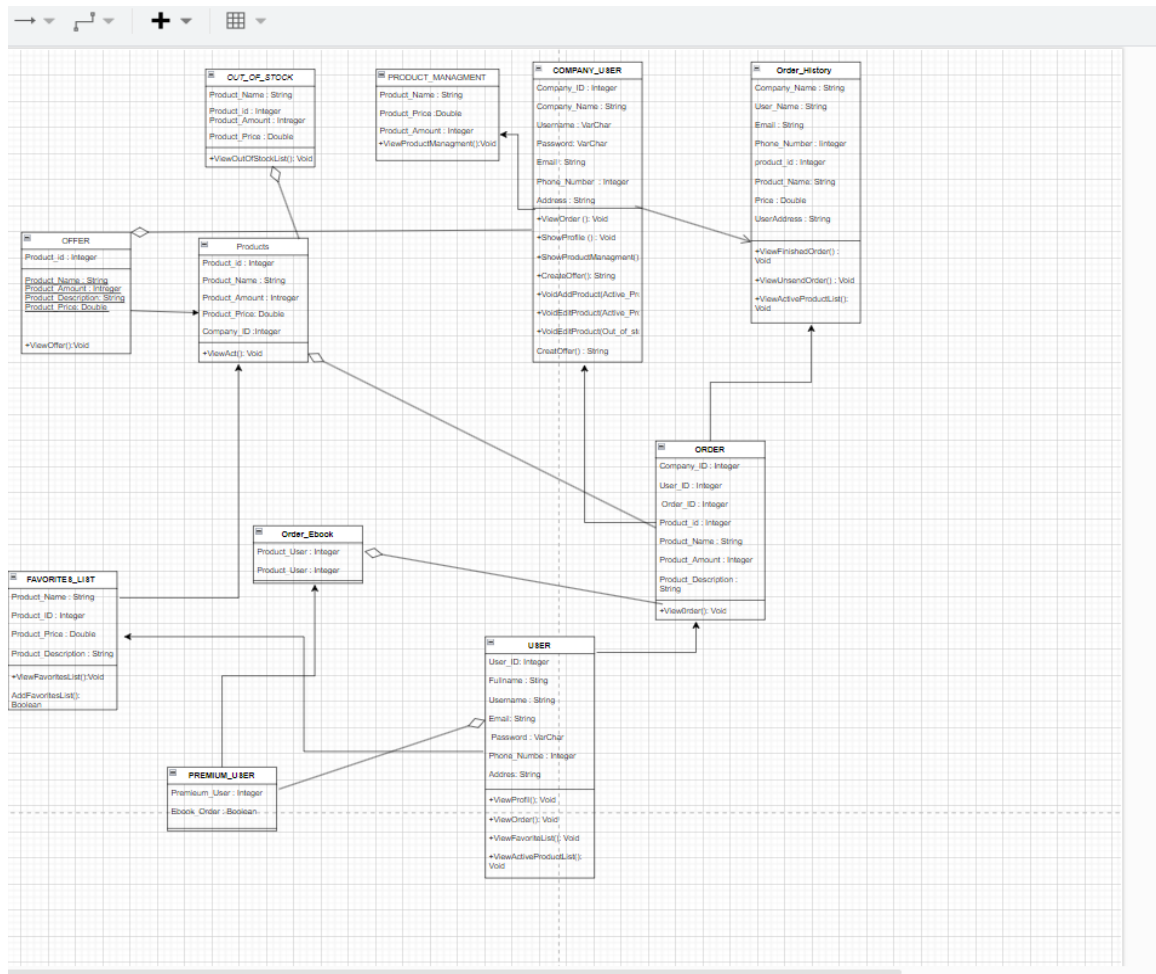 OUT_OF_STOCK
Product_Name : String
Product_id : Integer
Product_Amount : Intreger
Product_Price : Double
+ViewOutOfStockList(): Void
PRODUCT_MANAGMENT
Product_Name : String
Product_Price :Double
Product_Amount : Integer
+ViewProductManagment():Void
COMPANY_USER
Company_ID : Integer
Company_Name : String
Username : VarChar
Password: VarChar
Email : String
Phone_Number : Integer
Address : String
+ViewOrder (): Void
+ShowProfile () : Void
+ShowProductManagment()
+CreateOffer(): String
+VoidAddProduct(Active_Pr
+VoidEditProduct(Active_Pr
+VoidEditProduct(Out_of_st
CreatOffer() : String
Order_History
Company_Name : String
User_Name : String
Email : String
Phone_Number : IInteger
product_id : Integer
Product_Name: String
Price : Double
UserAddress : String
+ViewFinishedOrder() :
Void
+ViewUnsendOrder() : Void
+ViewActiveProductList():
Void
OFFER
Product_id : Integer
Product_Name : String
Product_Amount : Intreger
Product_Description: String
Product_Price: Double
+ViewOffer():Void
Products
Product_id : Integer
Product_Name : String
Product_Amount : Intreger
Product_Price: Double
Company_ID :Integer
+ViewAct(): Void
ORDER
Company_ID : Integer
User_ID : Integer
Order_ID : Integer
Product_id : Integer
Product_Name : String
Product_Amount : Integer
Product_Description :
String
+ViewOrder(): Void
Order_Ebook
Product_User : Integer
Product_User : Integer
FAVORITES_LIST
Product_Name : String
Product_ID : Integer
Product_Price : Double
Product_Description : String
+ViewFavoritesList():Void
AddFavoritesList():
Boolean
USER
User_ID: Integer
Fullname : Sting
Username : String
Email: String
Password : VarChar
Phone_Numbe : Integer
Addres: String
+ViewProfil(): Void
+ViewOrder(): Void
+ViewFavoriteList(): Void
+ViewActiveProductList():
Void
PREMIUM_USER
Premieum_User : Integer
Ebook_Order : Boolean